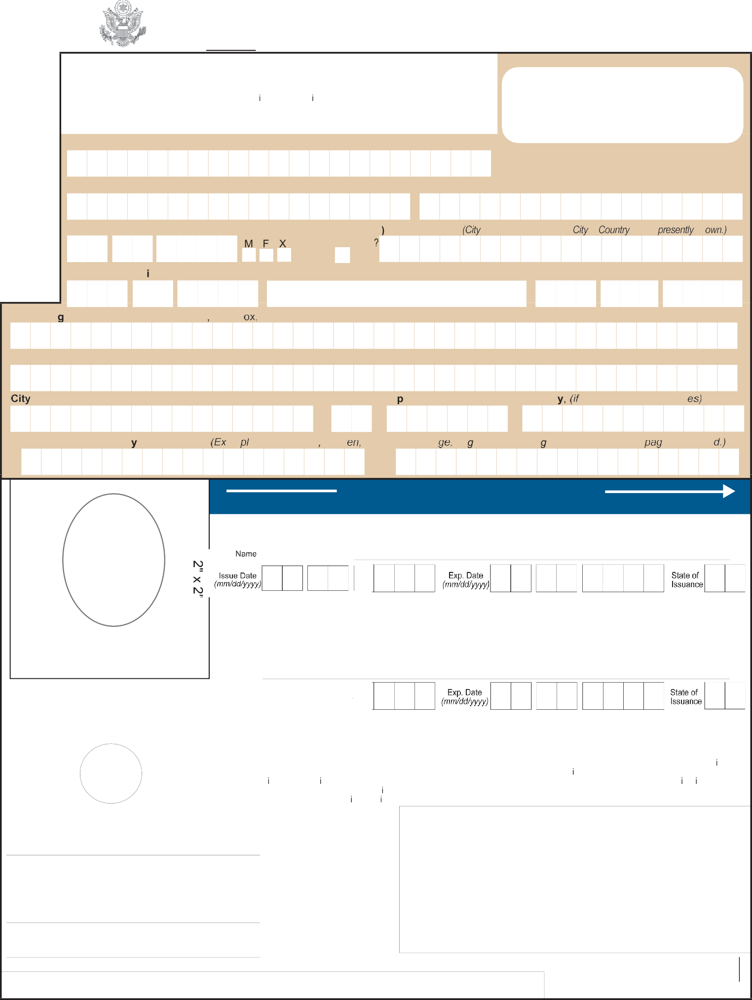 i i
) (City City Country presently own.)
M F X ?
i
g , ox,
City p y, (if es)
y (Ex pl , en, ge, g g pag d.)
Name
2" x 2"
Issue Date Exp. Date State of
(mm/dd/yyyy) (mm/dd/yyyy) Issuance
Exp. Date State of
(mm/dd/yyyy) Issuance
i
i
i i i i
i
i i